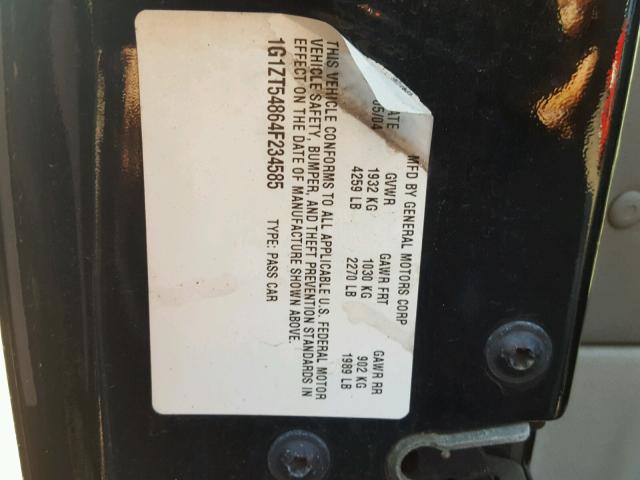 MFD BY GENERAL MOTORS CORP
ATE GVWR GAWR FRT GAWR RR
05/04 1932 KG 1030 KG 902 KG
4259 LB 2270 LB 1989 LB
THIS VEHICLE CONFORMS TO ALL APPLICABLE U.S. FEDERAL MOTOR
VEHICLE SAFETY, BUMPER, AND THEFT PREVENTION STANDARDS IN
EFFECT ON THE DATE OF MANUFACTURE SHOWN ABOVE.
1G1ZT54864F234585 TYPE: PASS CAR